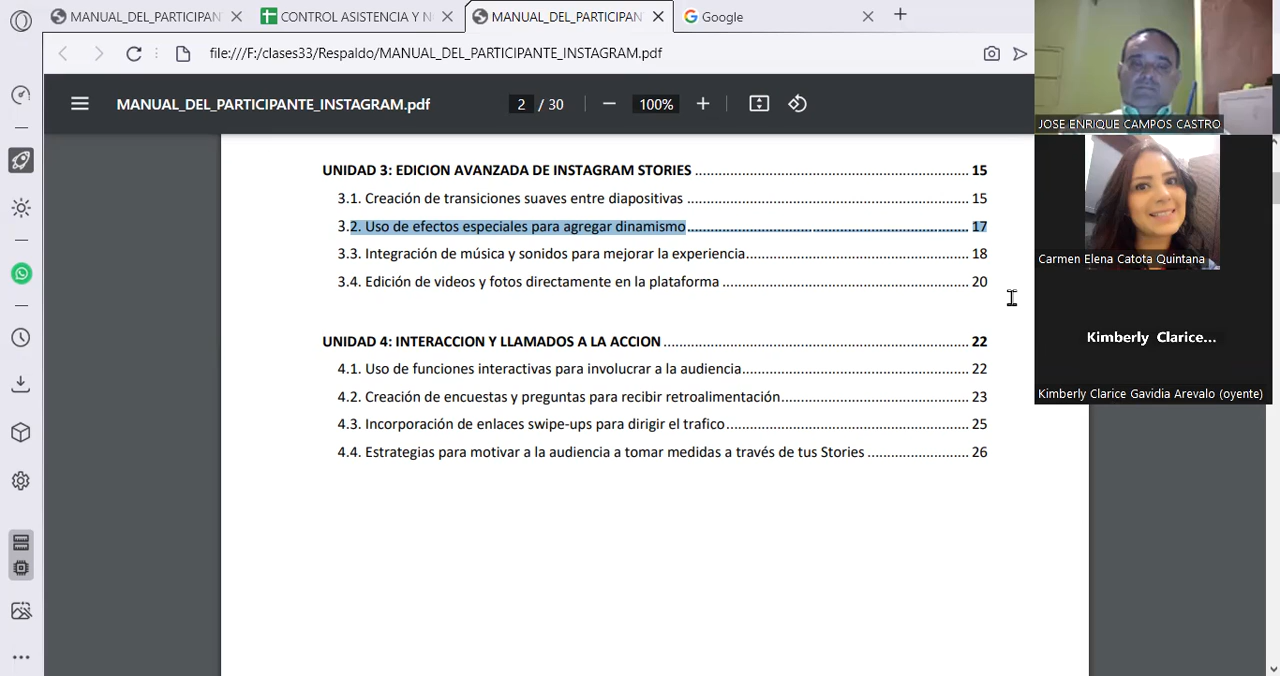 MANUAL_DEL_PARTICIPAN
CONTROL ASISTENCIA Y N
MANUAL_DEL_PARTICIPAN
Google
file:///F:/clases33/Respaldo/MANUAL_DEL_PARTICIPANTE_INSTAGRAM.pdf
MANUAL_DEL_PARTICIPANTE_INSTAGRAM.pdf
2 / 30
100%
UNIDAD 3: EDICION AVANZADA DE INSTAGRAM STORIES ........ 15
3.1. Creación de transiciones suaves entre diapositivas ........ 15
3.2. Uso de efectos especiales para agregar dinamismo ........ 17
3.3. Integración de música y sonidos para mejorar la experiencia ........ 18
3.4. Edición de videos y fotos directamente en la plataforma ........ 20
UNIDAD 4: INTERACCION Y LLAMADOS A LA ACCION ........ 22
4.1. Uso de funciones interactivas para involucrar a la audiencia ........ 22
4.2. Creación de encuestas y preguntas para recibir retroalimentación ........ 23
4.3. Incorporación de enlaces swipe-ups para dirigir el trafico ........ 25
4.4. Estrategias para motivar a la audiencia a tomar medidas a través de tus Stories ........ 26
JOSE ENRIQUE CAMPOS CASTRO
Carmen Elena Catota Quintana
Kimberly Clarice...
Kimberly Clarice Gavidia Arevalo (oyente)